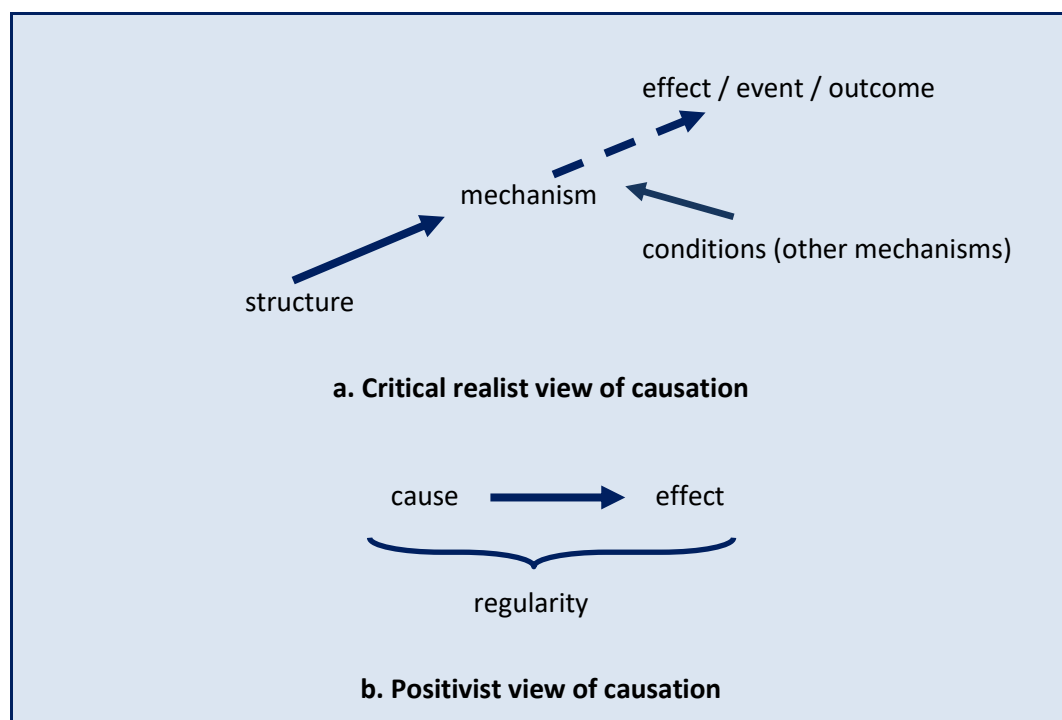 effect / event / outcome
mechanism
conditions (other mechanisms)
structure
a. Critical realist view of causation
cause effect
regularity
b. Positivist view of causation